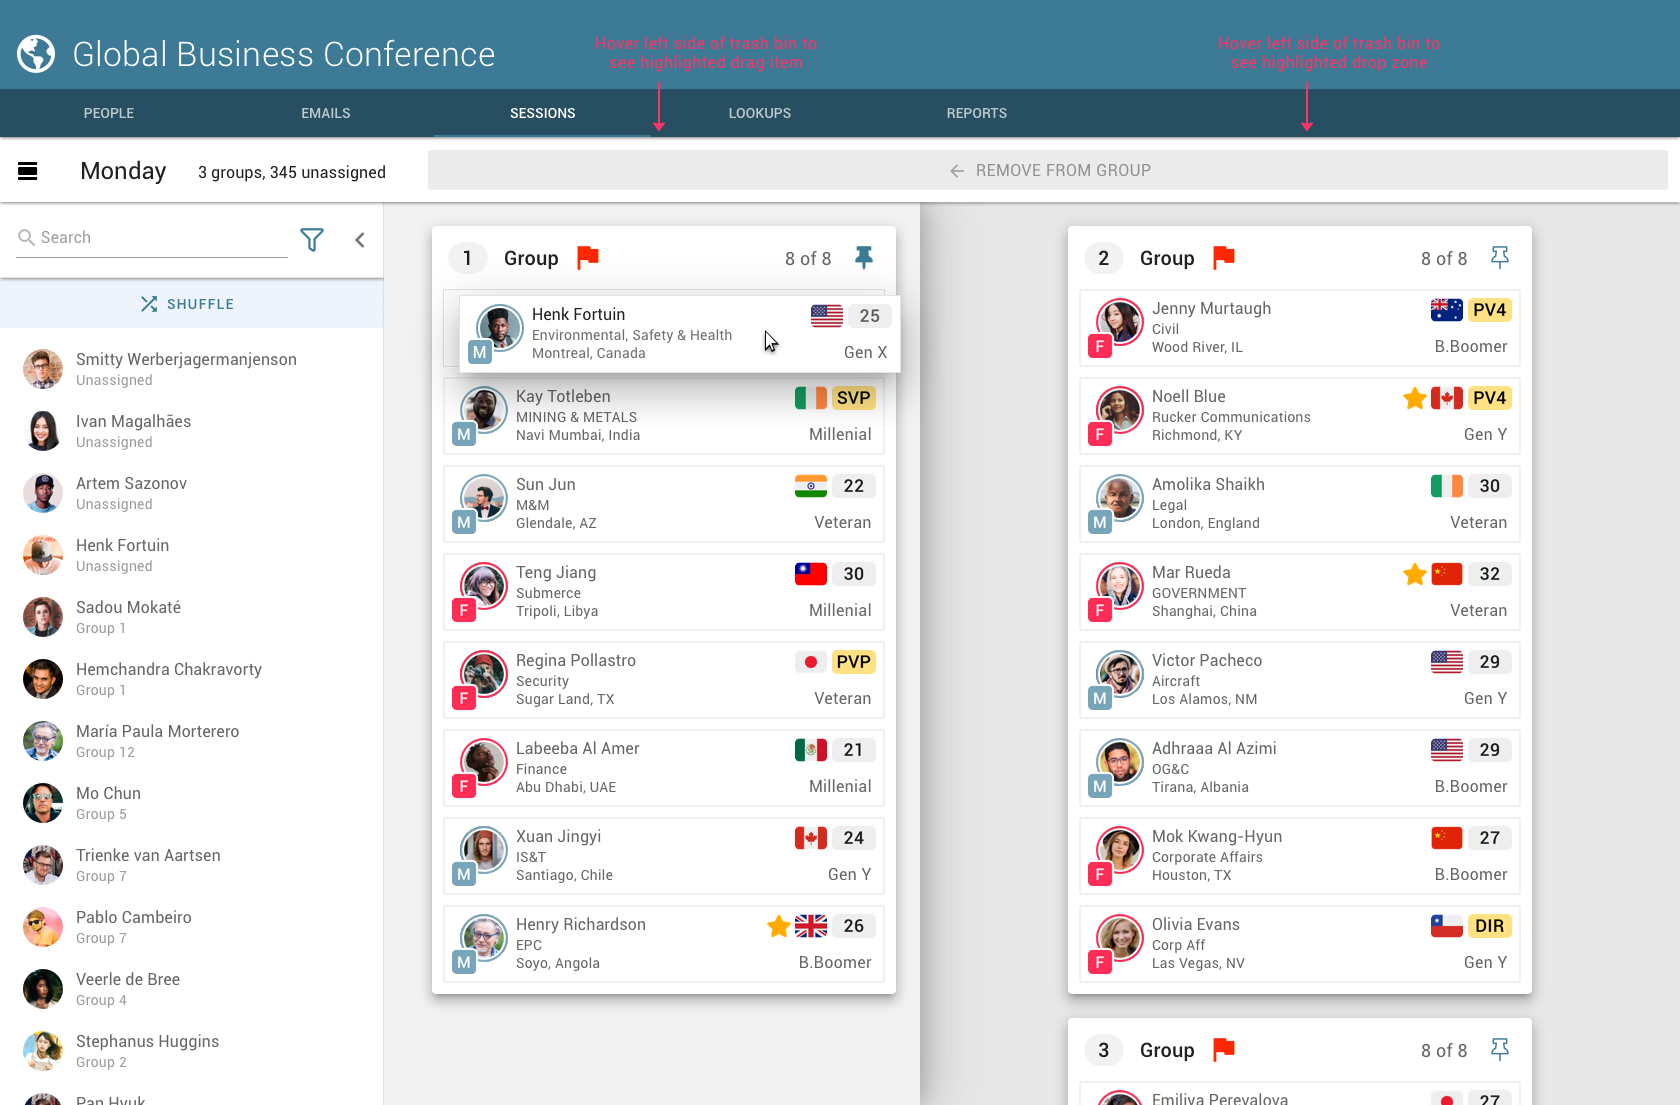 Global Business Conference
Hover left side of trash bin to
see highlighted drag item
Hover left side of trash bin to
see highlighted drop zone
PEOPLE
EMAILS
SESSIONS
LOOKUPS
REPORTS
Monday
3 groups, 345 unassigned
REMOVE FROM GROUP
Search
SHUFFLE
Smitty Werberjagermanjenson
Unassigned
Ivan Magalhães
Unassigned
Artem Sazonov
Unassigned
Henk Fortuin
Unassigned
Sadou Mokaté
Group 1
Hemchandra Chakravorty
Group 1
María Paula Morterero
Group 12
Mo Chun
Group 5
Trienke van Aartsen
Group 7
Pablo Cambeiro
Group 7
Veerle de Bree
Group 4
Stephanus Huggins
Group 2
Pan Hyuk
1 Group 8 of 8
Henk Fortuin 25
Environmental, Safety & Health
M Montreal, Canada Gen X
Kay Totleben SVP
MINING & METALS
M Navi Mumbai, India Millenial
Sun Jun 22
M&M
M Glendale, AZ Veteran
Teng Jiang 30
Submerce
F Tripoli, Libya Millenial
Regina Pollastro PVP
Security
F Sugar Land, TX Veteran
Labeeba Al Amer 21
Finance
F Abu Dhabi, UAE Millenial
Xuan Jingyi 24
IS&T
M Santiago, Chile Gen Y
Henry Richardson 26
EPC
M Soyo, Angola B.Boomer
2 Group 8 of 8
Jenny Murtaugh PV4
Civil
F Wood River, IL B.Boomer
Noell Blue PV4
Rucker Communications
F Richmond, KY Gen Y
Amolika Shaikh 30
Legal
M London, England Veteran
Mar Rueda 32
GOVERNMENT
F Shanghai, China Veteran
Victor Pacheco 29
Aircraft
M Los Alamos, NM Gen Y
Adhraaa Al Azimi 29
OG&C
M Tirana, Albania B.Boomer
Mok Kwang-Hyun 27
Corporate Affairs
F Houston, TX B.Boomer
Olivia Evans DIR
Corp Aff
F Las Vegas, NV Gen Y
3 Group 8 of 8
Emiliya Perevalova 27